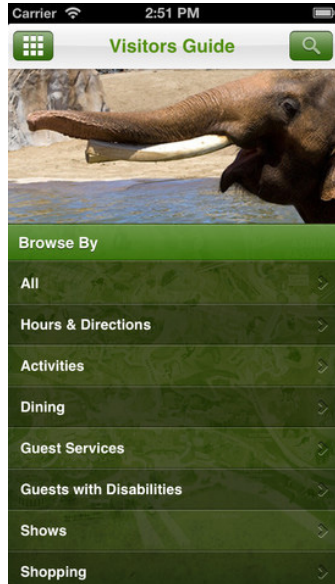 Carrier 2:51 PM
Visitors Guide
Browse By
All
Hours & Directions
Activities
Dining
Guest Services
Guests with Disabilities
Shows
Shopping